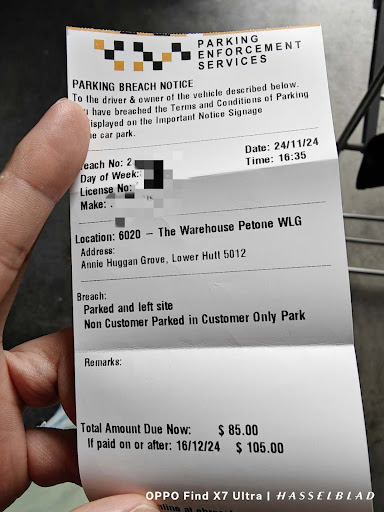 PARKING
ENFORCEMENT
SERVICES
PARKING BREACH NOTICE
To the driver & owner of the vehicle described below.
have breached the Terms and Conditions of Parking
displayed on the Important Notice Signage
car park.
each No: 2
Date: 24/11/24
Day of Week:
Time: 16:35
License No:
Make:
Location: 6020 – The Warehouse Petone WLG
Address:
Annie Huggan Grove, Lower Hutt 5012
Breach:
Parked and left site
Non Customer Parked in Customer Only Park
Remarks:
Total Amount Due Now: $ 85.00
If paid on or after: 16/12/24 $ 105.00
OPPO Find X7 Ultra | HASSELBLAD